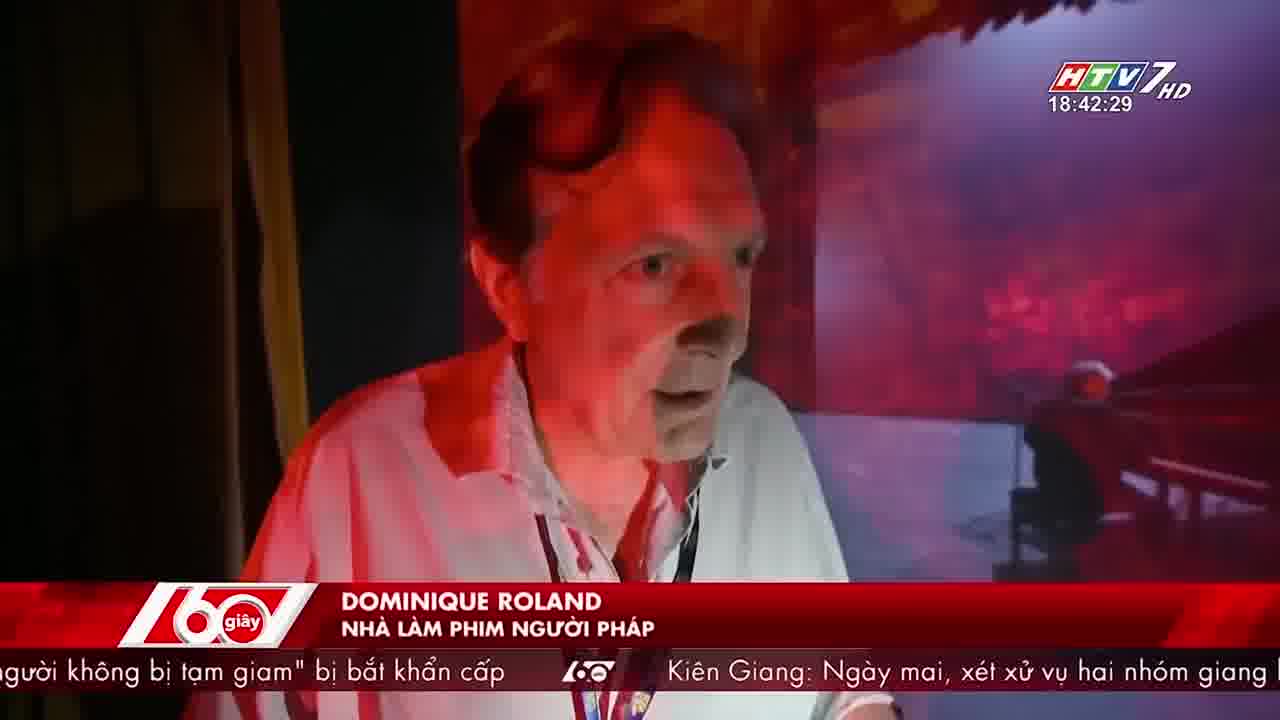 HTV7 HD
18:42:29
60 giây
DOMINIQUE ROLAND
NHÀ LÀM PHIM NGƯỜI PHÁP
không bị tạm giam" bị bắt khẩn cấp
60 Kiên Giang: Ngày mai, xét xử vụ hai nhóm giang